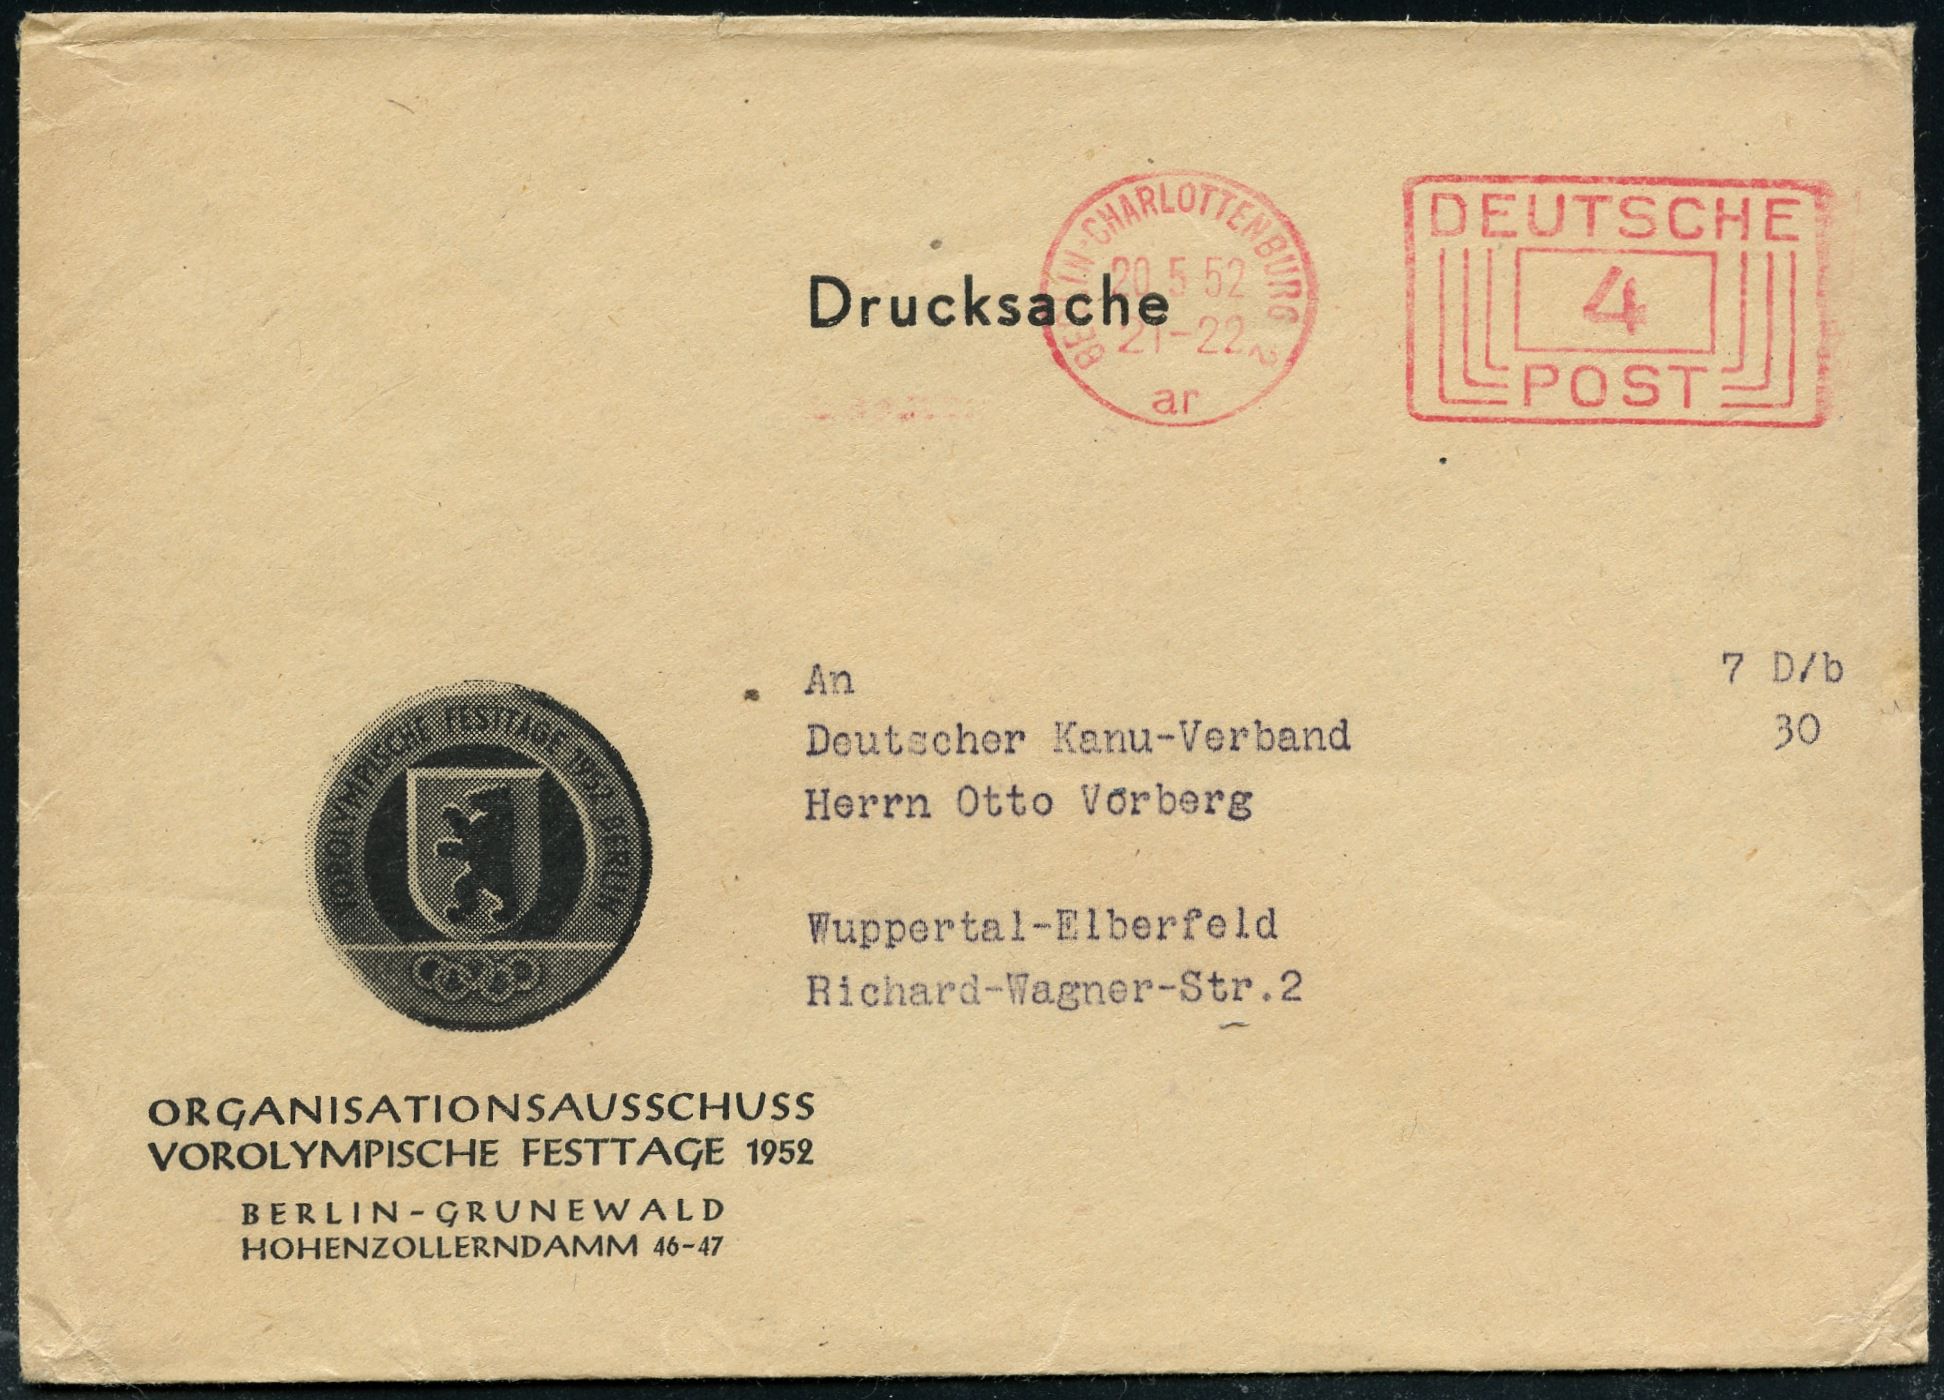 BERLIN-CHARLOTTENBURG 2
20.5.52
21-22
ar
DEUTSCHE
4
POST
Drucksache
An
Deutscher Kanu-Verband
Herrn Otto Vorberg
Wuppertal-Elberfeld
Richard-Wagner-Str.2
7 D/b
30
VOROLYMPISCHE FESTTAGE 1952 BERLIN
ORGANISATIONSAUSSCHUSS
VOROLYMPISCHE FESTTAGE 1952
BERLIN-GRUNEWALD
HOHENZOLLERNDAMM 46-47